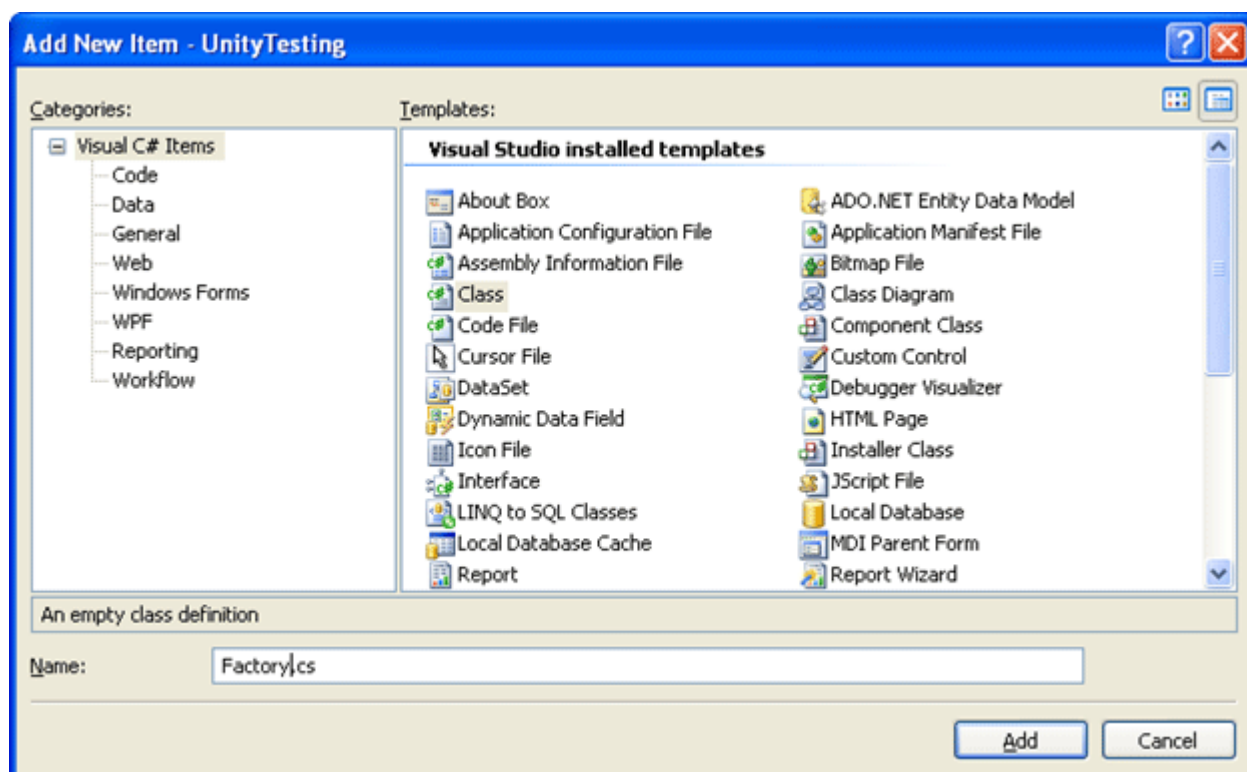 Add New Item - UnityTesting
Categories:
Templates:
Visual C# Items
Code
Data
General
Web
Windows Forms
WPF
Reporting
Workflow
Visual Studio installed templates
About Box
ADO.NET Entity Data Model
Application Configuration File
Application Manifest File
Assembly Information File
Bitmap File
Class
Class Diagram
Code File
Component Class
Cursor File
Custom Control
DataSet
Debugger Visualizer
Dynamic Data Field
HTML Page
Icon File
Installer Class
Interface
JScript File
LINQ to SQL Classes
Local Database
Local Database Cache
MDI Parent Form
Report
Report Wizard
An empty class definition
Name:
Factory.cs
Add
Cancel